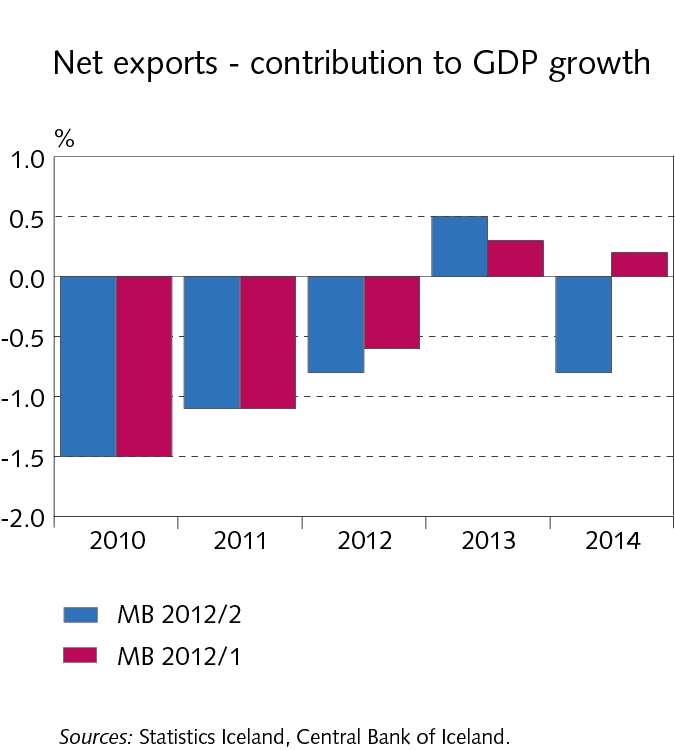 Net exports - contribution to GDP growth
%
1.0
0.5
0.0
-0.5
-1.0
-1.5
-2.0
2010 2011 2012 2013 2014
MB 2012/2
MB 2012/1
Sources: Statistics Iceland, Central Bank of Iceland.